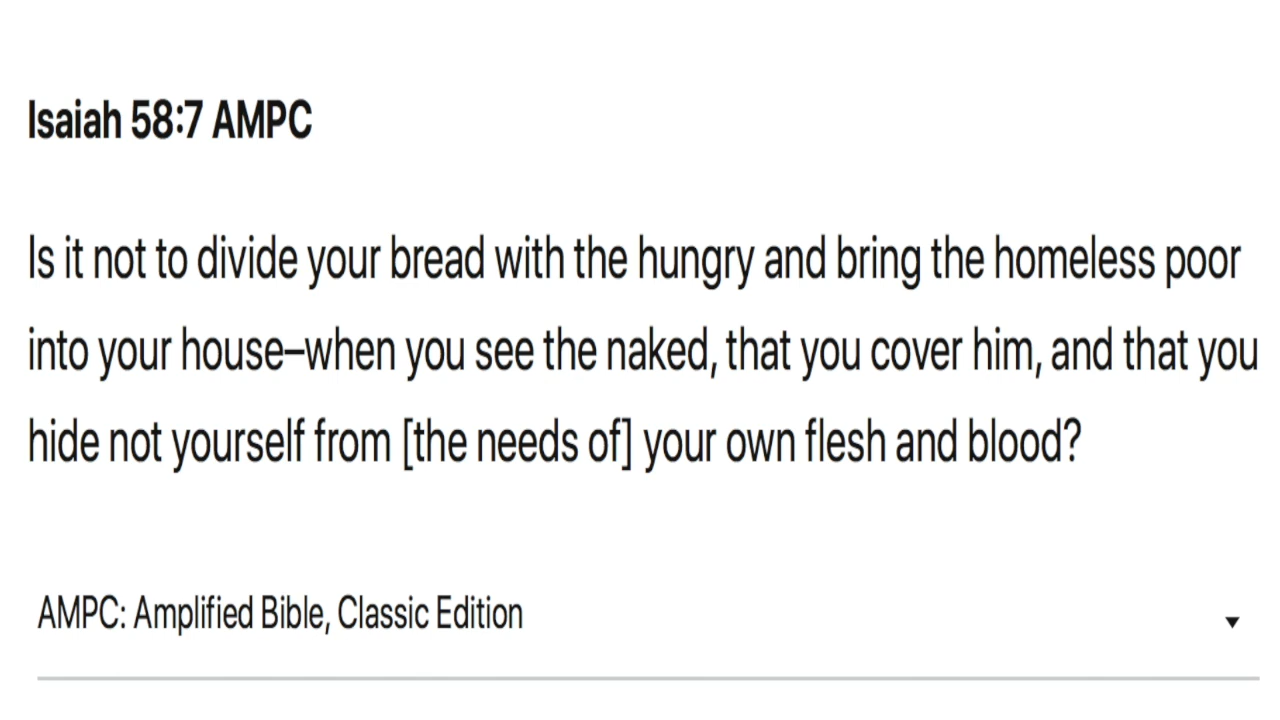 Isaiah 58:7 AMPC
Is it not to divide your bread with the hungry and bring the homeless poor
into your house–when you see the naked, that you cover him, and that you
hide not yourself from [the needs of] your own flesh and blood?
AMPC: Amplified Bible, Classic Edition